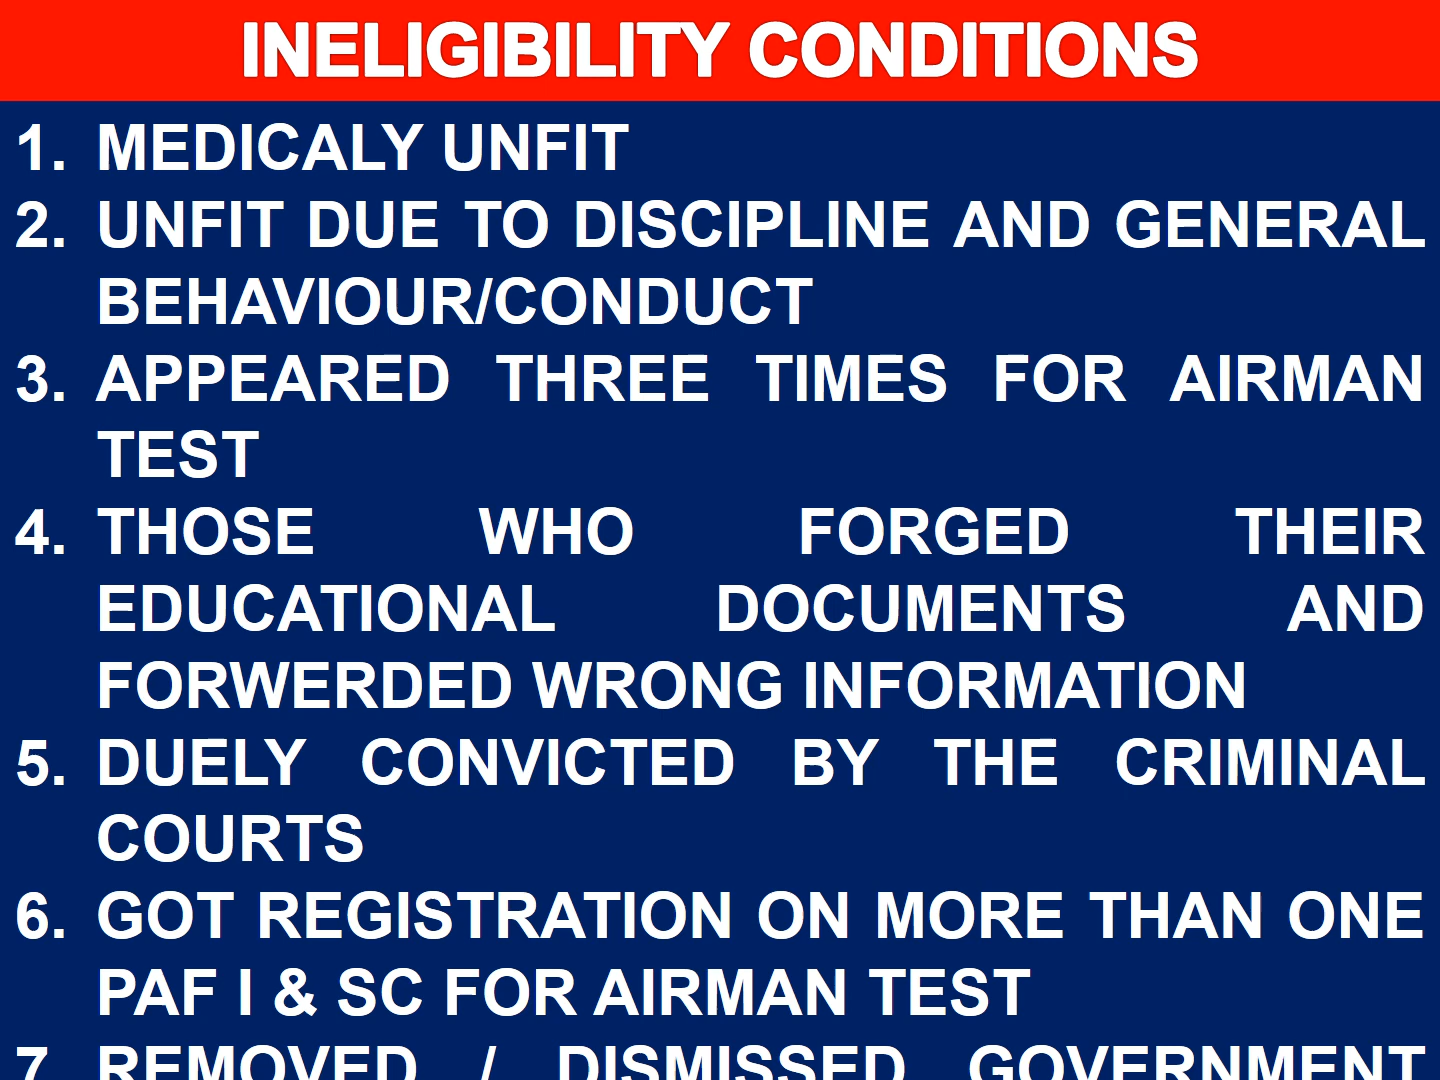 INELIGIBILITY CONDITIONS
1. MEDICALY UNFIT
2. UNFIT DUE TO DISCIPLINE AND GENERAL
BEHAVIOUR/CONDUCT
3. APPEARED THREE TIMES FOR AIRMAN
TEST
4. THOSE WHO FORGED THEIR
EDUCATIONAL DOCUMENTS AND
FORWERDED WRONG INFORMATION
5. DUELY CONVICTED BY THE CRIMINAL
COURTS
6. GOT REGISTRATION ON MORE THAN ONE
PAF I & SC FOR AIRMAN TEST
7. REMOVED / DISMISSED GOVERNMENT